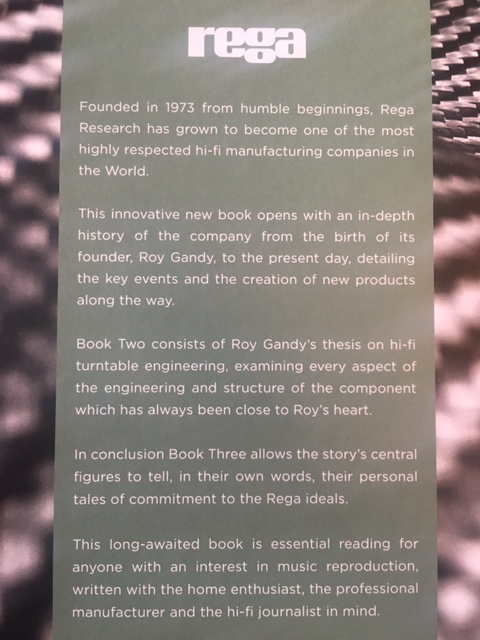 rega
Founded in 1973 from humble beginnings, Rega
Research has grown to become one of the most
highly respected hi-fi manufacturing companies in
the World.
This innovative new book opens with an in-depth
history of the company from the birth of its
founder, Roy Gandy, to the present day, detailing
the key events and the creation of new products
along the way.
Book Two consists of Roy Gandy's thesis on hi-fi
turntable engineering, examining every aspect of
the engineering and structure of the component
which has always been close to Roy's heart.
In conclusion Book Three allows the story's central
figures to tell, in their own words, their personal
tales of commitment to the Rega ideals.
This long-awaited book is essential reading for
anyone with an interest in music reproduction,
written with the home enthusiast, the professional
manufacturer and the hi-fi journalist in mind.